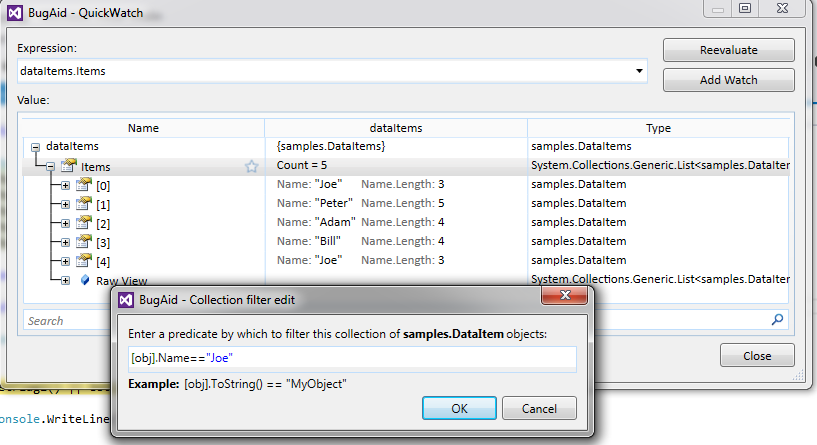 BugAid - QuickWatch
Expression:
dataItems.Items
Reevaluate
Add Watch
Value:
Name dataItems Type
dataItems {samples.DataItems} samples.DataItems
Items Count = 5 System.Collections.Generic.List<samples.DataIter
[0] Name: "Joe" Name.Length: 3 samples.DataItem
[1] Name: "Peter" Name.Length: 5 samples.DataItem
[2] Name: "Adam" Name.Length: 4 samples.DataItem
[3] Name: "Bill" Name.Length: 4 samples.DataItem
[4] Name: "Joe" Name.Length: 3 samples.DataItem
Raw View System.Collections.Generic.List<samples.DataIter
Search
Close
BugAid - Collection filter edit
Enter a predicate by which to filter this collection of samples.DataItem objects:
[obj].Name=="Joe"
Example: [obj].ToString() == "MyObject"
OK
Cancel
onsole.WriteLine